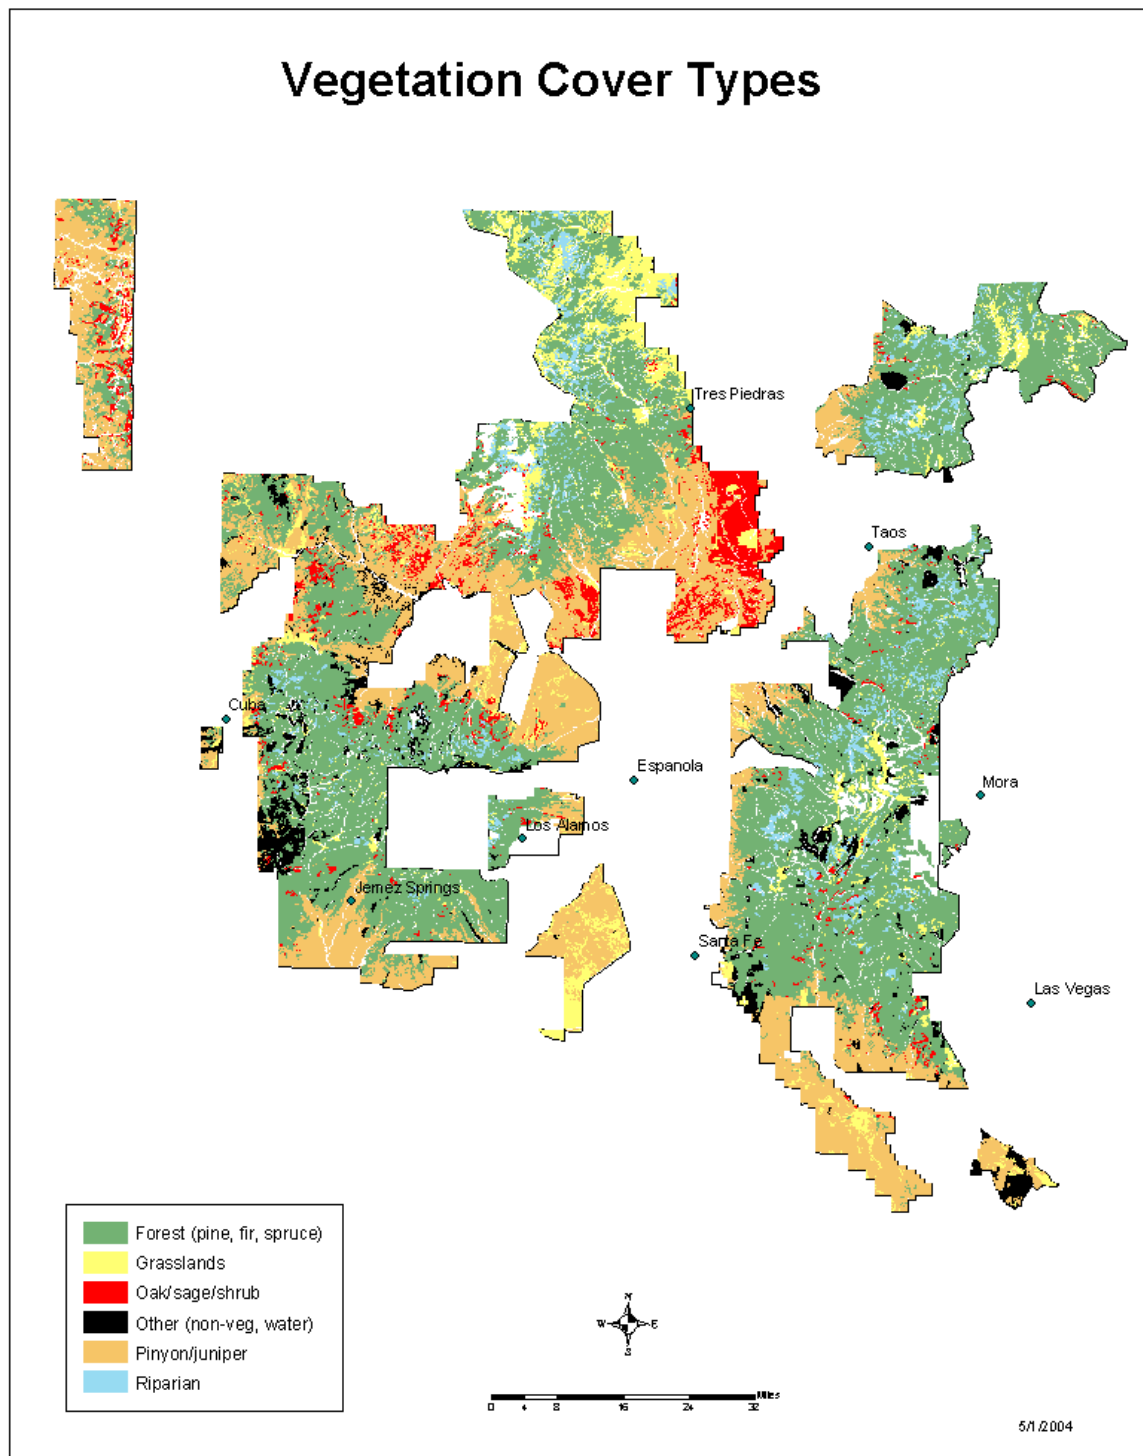 Vegetation Cover Types
Tres Piedras
Taos
Cuba
Espanola
Mora
Los Alamos
Jemez Springs
Santa Fe
Las Vegas
Forest (pine, fir, spruce)
Grasslands
Oak/sage/shrub
Other (non-veg, water)
Pinyon/juniper
Riparian
N
W E
S
Miles
0 4 8 16 24 32
5/1/2004